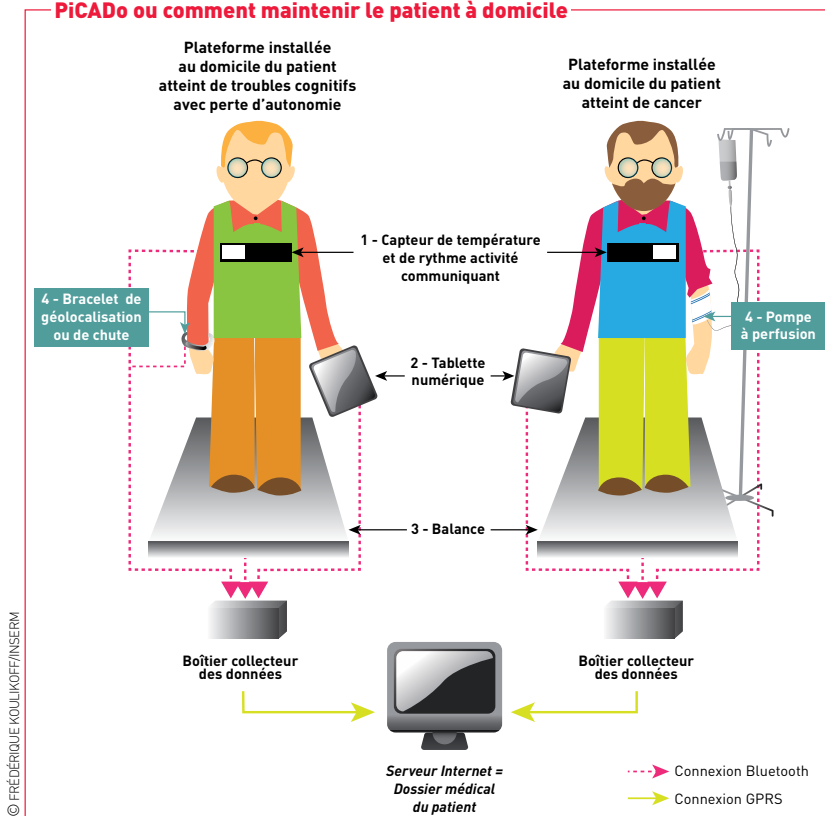 PiCADo ou comment maintenir le patient à domicile
Plateforme installée
au domicile du patient
atteint de troubles cognitifs
avec perte d'autonomie
Plateforme installée
au domicile du patient
atteint de cancer
1 - Capteur de température
et de rythme activité
communiquant
4 - Bracelet de
géolocalisation
ou de chute
4 - Pompe
à perfusion
2 - Tablette
numérique
3 - Balance
Boîtier collecteur
des données
Boîtier collecteur
des données
Serveur Internet =
Dossier médical
du patient
Connexion Bluetooth
Connexion GPRS
© FRÉDÉRIQUE KOULIKOFF/INSERM